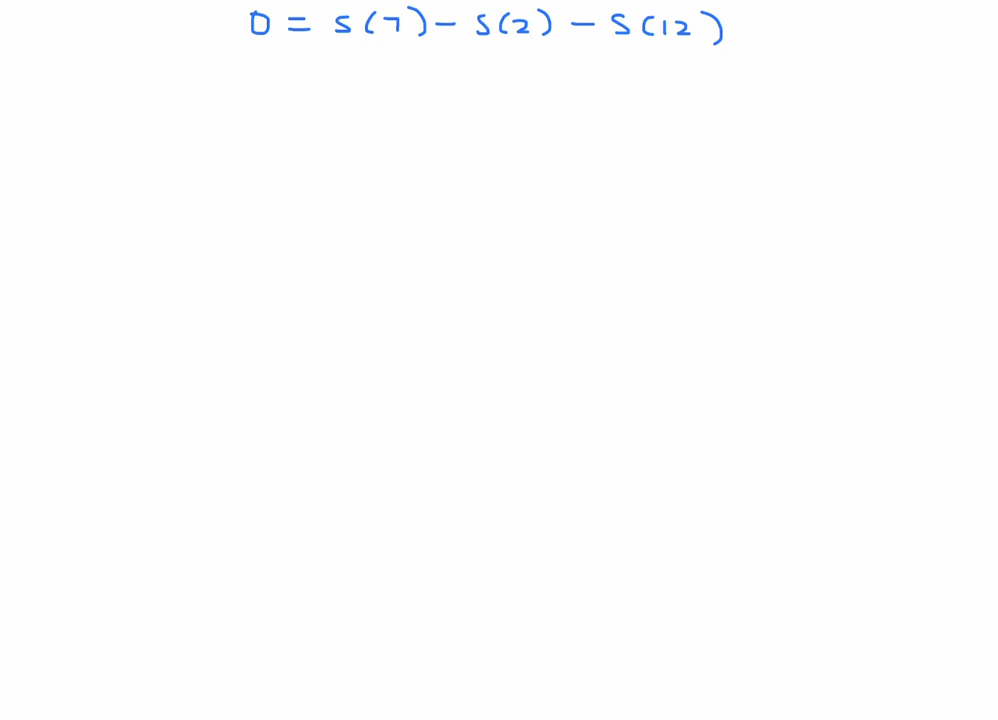 D = s(7) - s(2) - s(12)